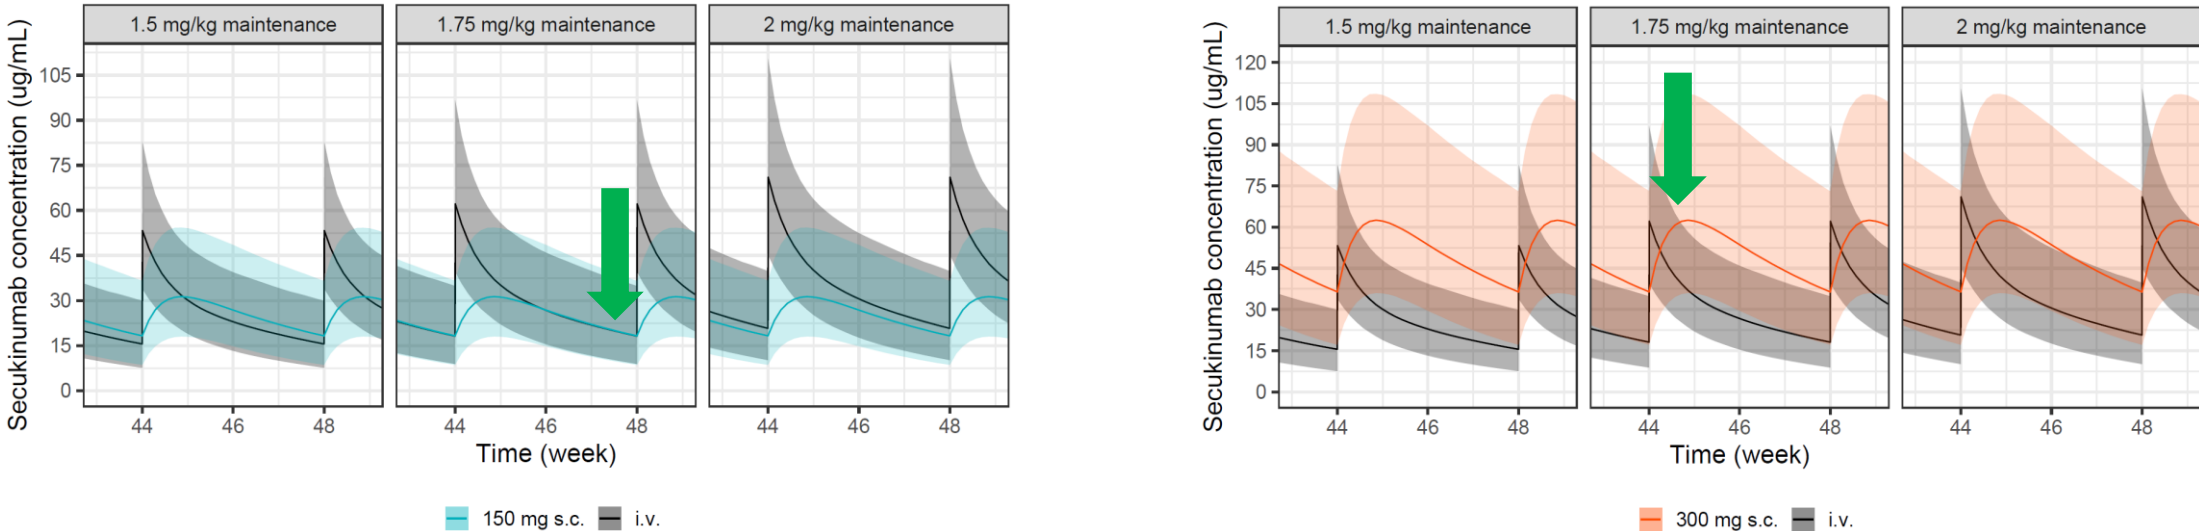 1.5 mg/kg maintenance
1.75 mg/kg maintenance
2 mg/kg maintenance
Secukinumab concentration (ug/mL)
105
90
75
60
45
30
15
0
44
46
48
44
46
48
44
46
48
Time (week)
150 mg s.c.
i.v.
1.5 mg/kg maintenance
1.75 mg/kg maintenance
2 mg/kg maintenance
Secukinumab concentration (ug/mL)
120
105
90
75
60
45
30
15
0
44
46
48
44
46
48
44
46
48
Time (week)
300 mg s.c.
i.v.